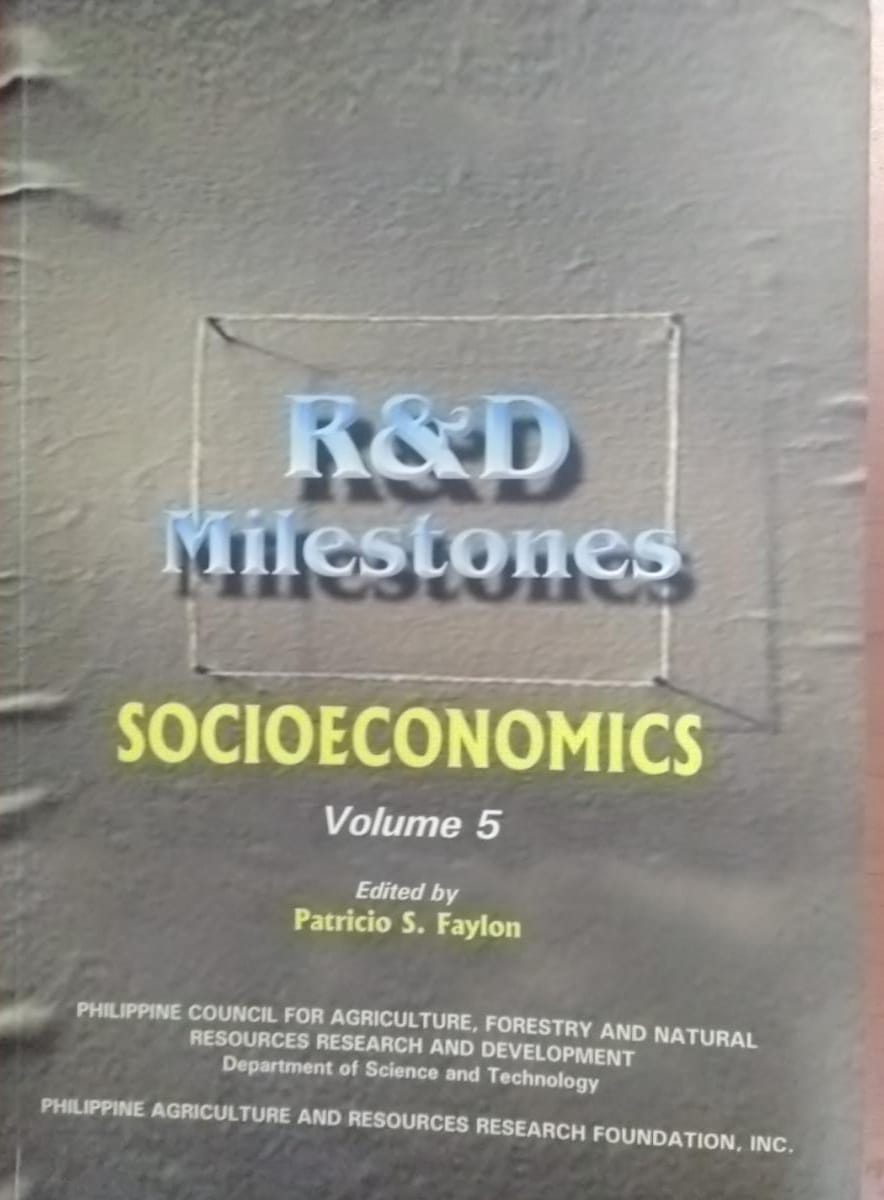 R&D
Milestones
SOCIOECONOMICS
Volume 5
Edited by
Patricio S. Faylon
PHILIPPINE COUNCIL FOR AGRICULTURE, FORESTRY AND NATURAL
RESOURCES RESEARCH AND DEVELOPMENT
Department of Science and Technology
PHILIPPINE AGRICULTURE AND RESOURCES RESEARCH FOUNDATION, INC.